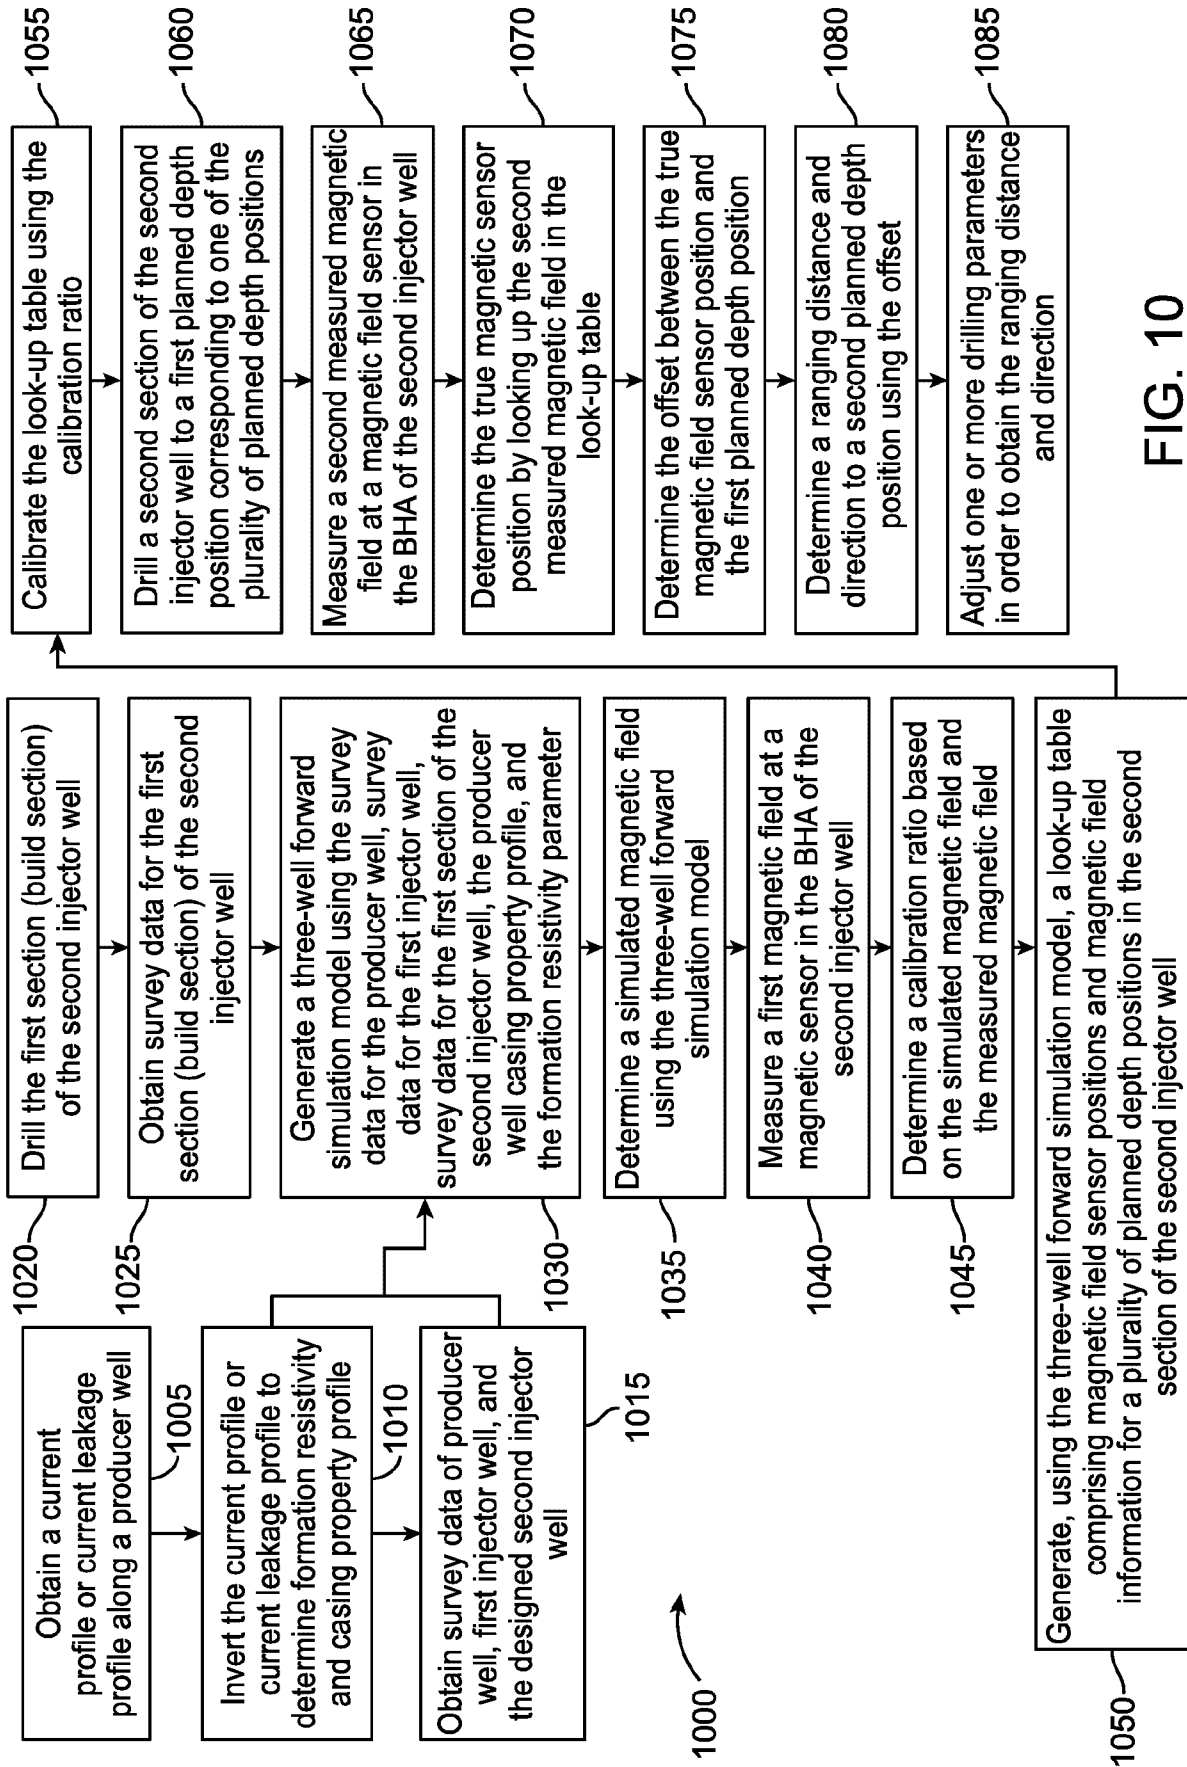 Obtain a current
profile or current leakage
profile along a producer well
1005
Invert the current profile or
current leakage profile to
determine formation resistivity
and casing property profile
1010
Obtain survey data of producer
well, first injector well, and
the designed second injector
well
1015
1000
Drill the first section (build section)
of the second injector well
1020
Obtain survey data for the first
section (build section) of the second
injector well
1025
Generate a three-well forward
simulation model using the survey
data for the producer well, survey
data for the first injector well,
survey data for the first section of the
second injector well, the producer
well casing property profile, and
the formation resistivity parameter
1030
Determine a simulated magnetic field
using the three-well forward
simulation model
1035
Measure a first magnetic field at a
magnetic sensor in the BHA of the
second injector well
1040
Determine a calibration ratio based
on the simulated magnetic field and
the measured magnetic field
1045
Generate, using the three-well forward simulation model, a look-up table
comprising magnetic field sensor positions and magnetic field
information for a plurality of planned depth positions in the second
section of the second injector well
1050
Calibrate the look-up table using the
calibration ratio
1055
Drill a second section of the second
injector well to a first planned depth
position corresponding to one of the
plurality of planned depth positions
1060
Measure a second measured magnetic
field at a magnetic field sensor in
the BHA of the second injector well
1065
Determine the true magnetic sensor
position by looking up the second
measured magnetic field in the
look-up table
1070
Determine the offset between the true
magnetic field sensor position and
the first planned depth position
1075
Determine a ranging distance and
direction to a second planned depth
position using the offset
1080
Adjust one or more drilling parameters
in order to obtain the ranging distance
and direction
1085
FIG. 10